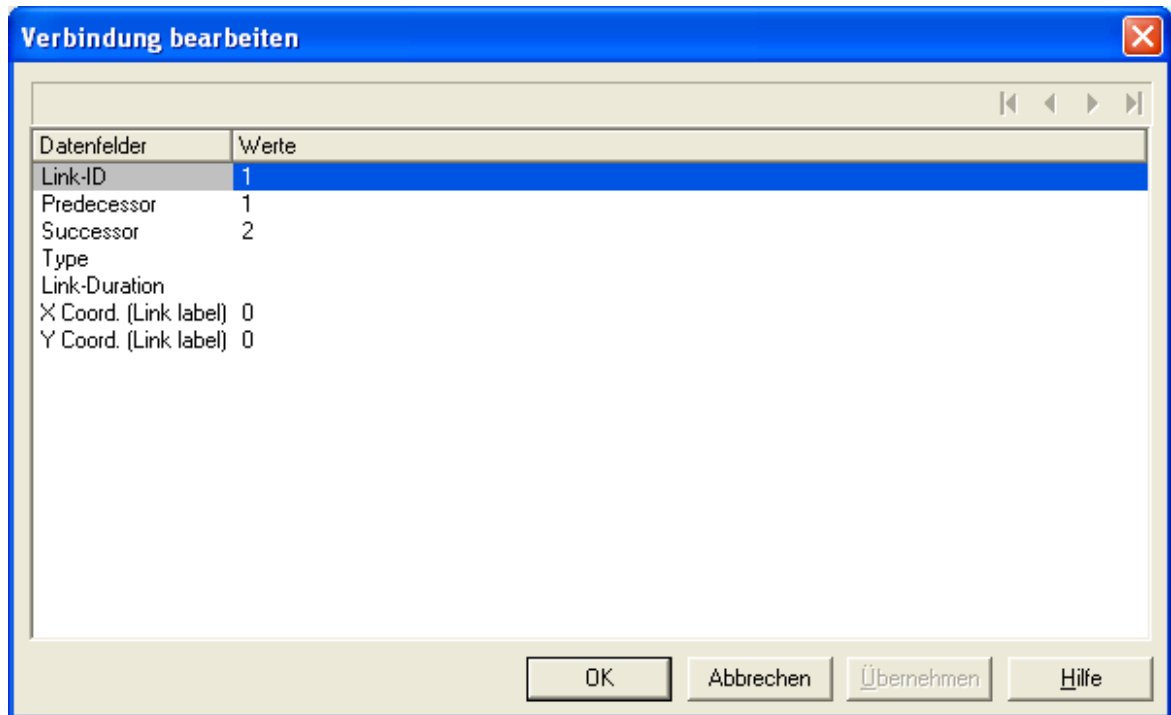 Verbindung bearbeiten
Datenfelder Werte
Link-ID 1
Predecessor 1
Successor 2
Type
Link-Duration
X Coord. (Link label) 0
Y Coord. (Link label) 0
OK Abbrechen Übernehmen Hilfe